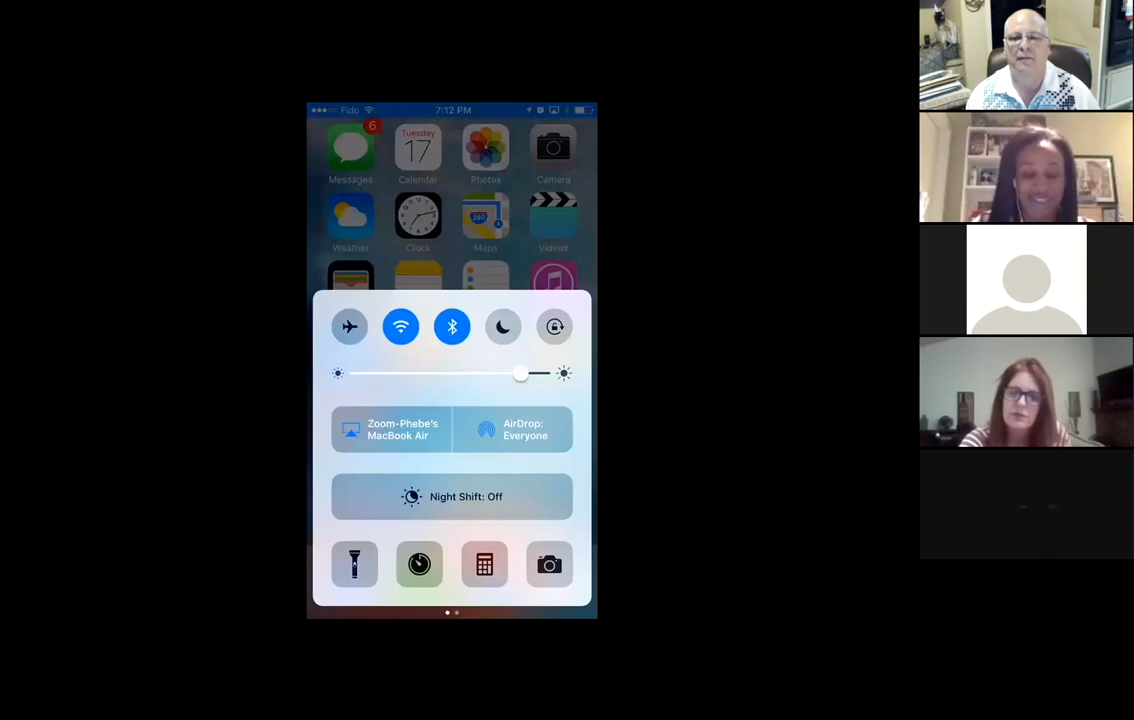 Fido 7:12 PM
6
Tuesday
17
Messages Calendar Photos Camera
280
Weather Clock Maps Videos
Zoom-Phebe's
MacBook Air
AirDrop:
Everyone
Night Shift: Off